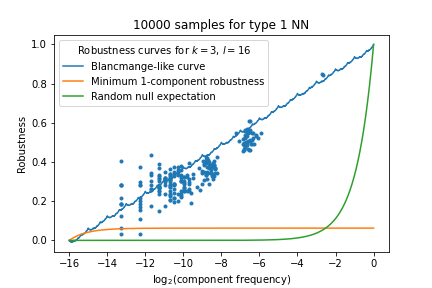 10000 samples for type 1 NN
Robustness curves for k = 3, l = 16
Blancmange-like curve
Minimum 1-component robustness
Random null expectation
Robustness
1.0
0.8
0.6
0.4
0.2
0.0
−16 −14 −12 −10 −8 −6 −4 −2 0
log₂(component frequency)